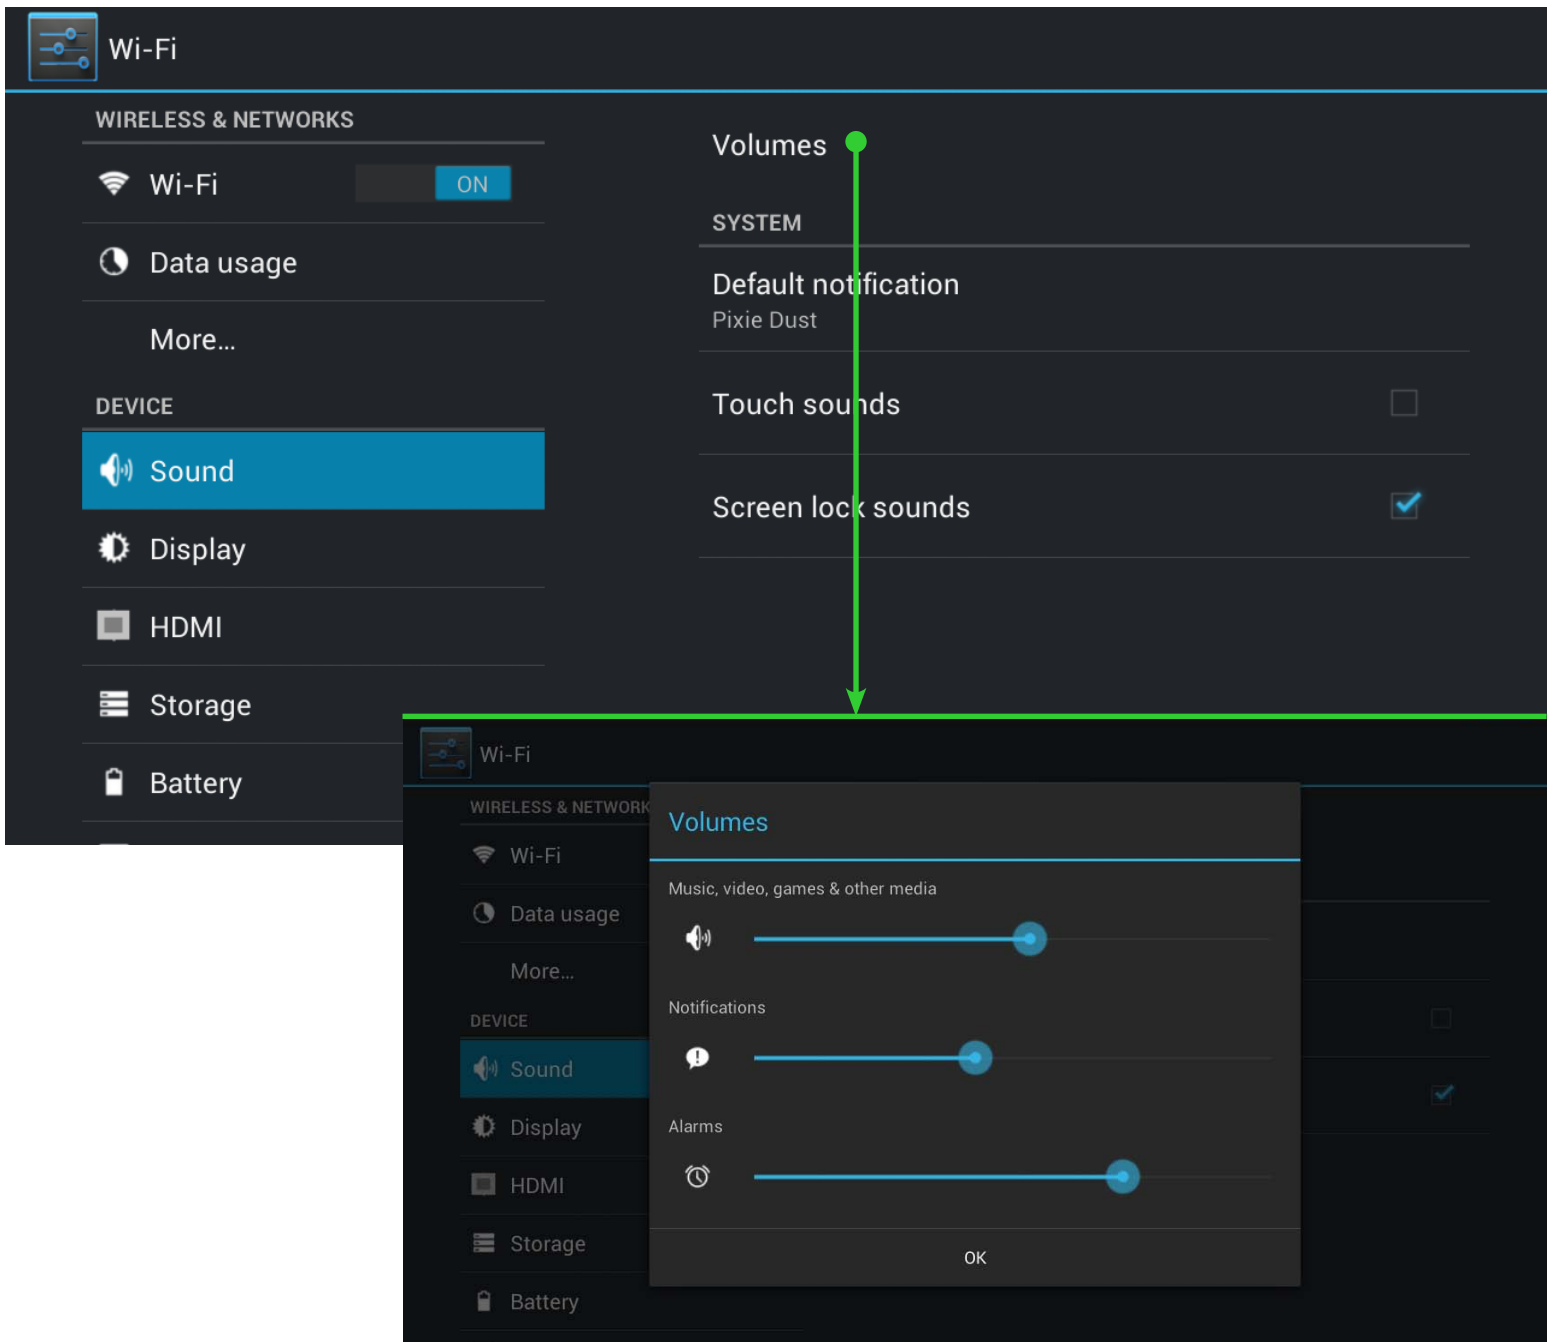 Wi-Fi
WIRELESS & NETWORKS
Wi-Fi
ON
Data usage
More...
DEVICE
Sound
Display
HDMI
Storage
Battery
Volumes
SYSTEM
Default notification
Pixie Dust
Touch sounds
Screen lock sounds
Wi-Fi
WIRELESS & NETWORK
Wi-Fi
Data usage
More...
DEVICE
Sound
Display
HDMI
Storage
Battery
Volumes
Music, video, games & other media
Notifications
Alarms
OK